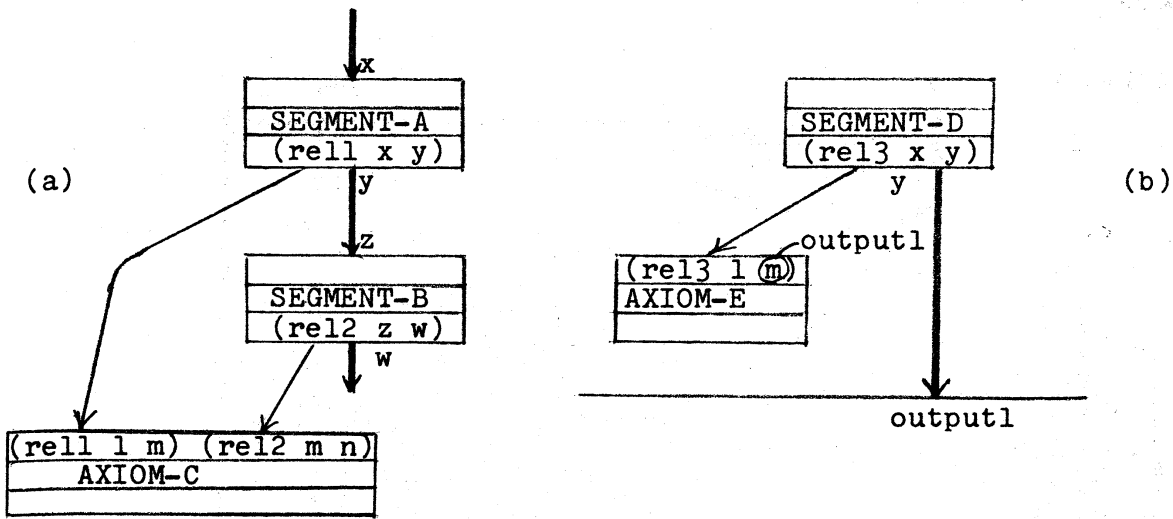 (a)
x
SEGMENT-A
(rel1 x y)
y
z
SEGMENT-B
(rel2 z w)
w
(rel1 l m) (rel2 m n)
AXIOM-C
(b)
SEGMENT-D
(rel3 x y)
y
output1
(rel3 l m)
AXIOM-E
output1